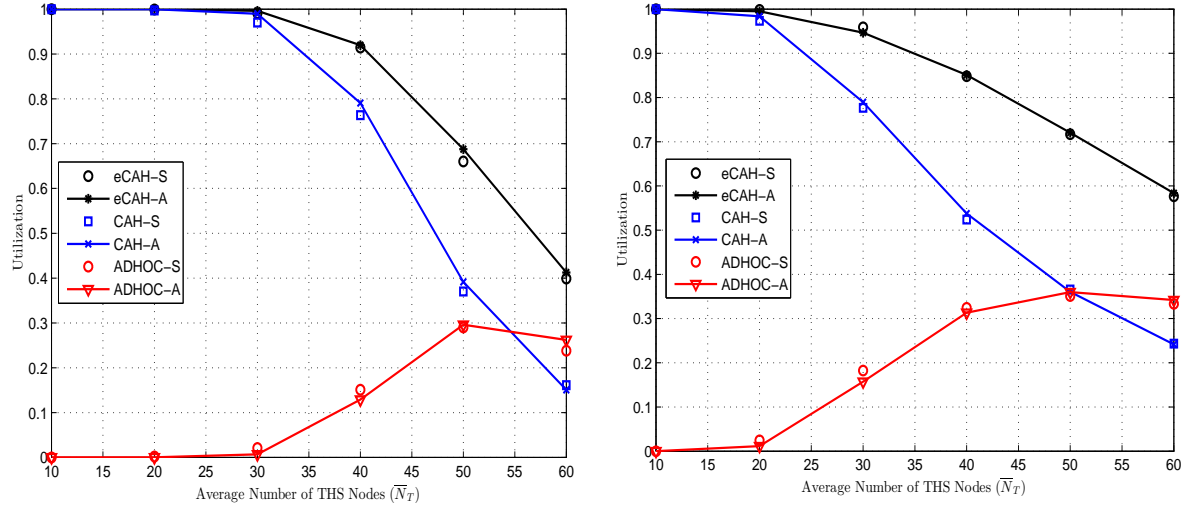 1
0.9
0.8
0.7
0.6
0.5
0.4
0.3
0.2
0.1
0
Utilization
eCAH−S
eCAH−A
CAH−S
CAH−A
ADHOC−S
ADHOC−A
10 15 20 25 30 35 40 45 50 55 60
Average Number of THS Nodes (N̅_T)
1
0.9
0.8
0.7
0.6
0.5
0.4
0.3
0.2
0.1
0
Utilization
eCAH−S
eCAH−A
CAH−S
CAH−A
ADHOC−S
ADHOC−A
10 15 20 25 30 35 40 45 50 55 60
Average Number of THS Nodes (N̅_T)